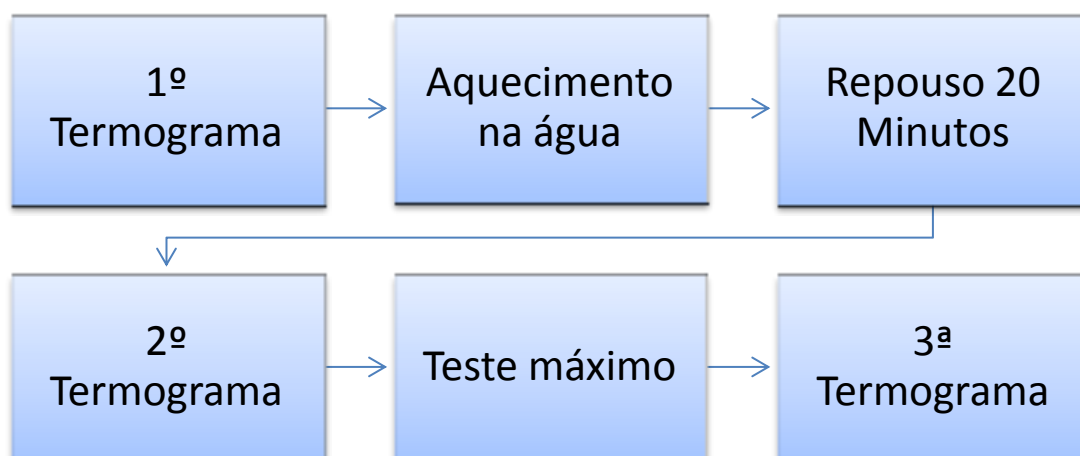 1º
Termograma
Aquecimento
na água
Repouso 20
Minutos
2º
Termograma
Teste máximo
3ª
Termograma